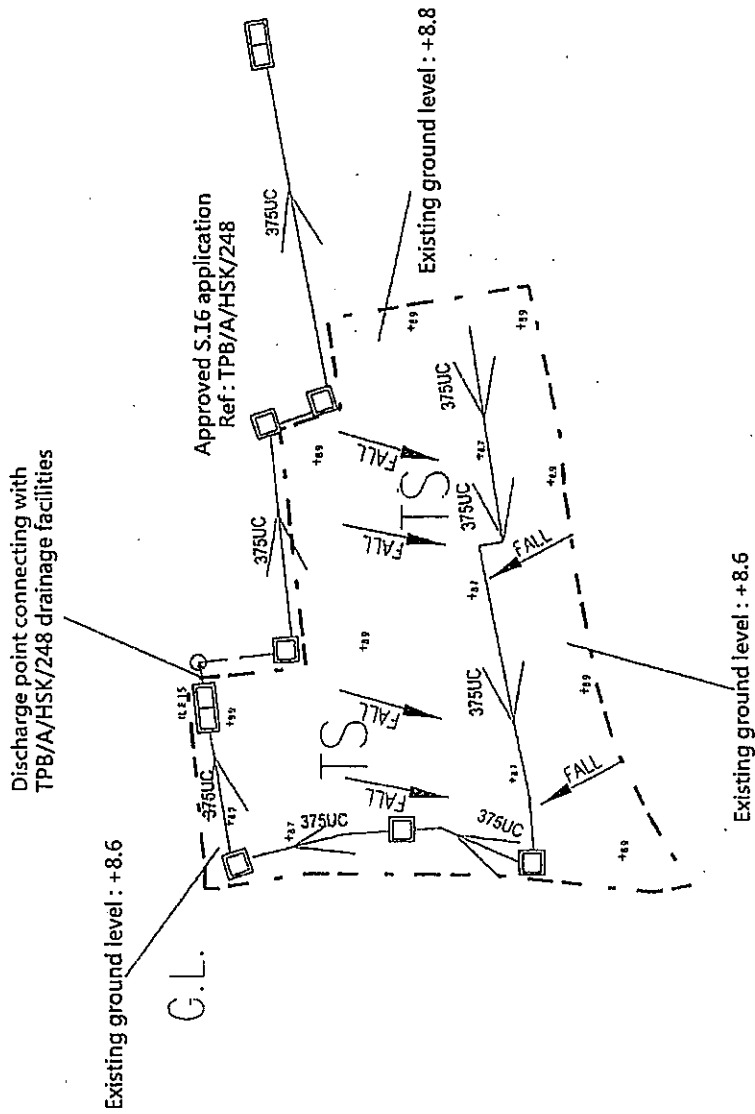 Discharge point connecting with
TPB/A/HSK/248 drainage facilities
Existing ground level : +8.6
G.L.
Approved S.16 application
Ref : TPB/A/HSK/248
Existing ground level : +8.8
375UC
375UC
375UC
+8.7
+8.9
+8.9
+8.9
+8.9
+8.9
FALL
FALL
FALL
FALL
TS
TS
375UC
+8.7
375UC
375UC
+8.7
375UC
+8.7
375UC
+8.7
375UC
FALL
FALL
+8.9
+8.9
Existing ground level : +8.6